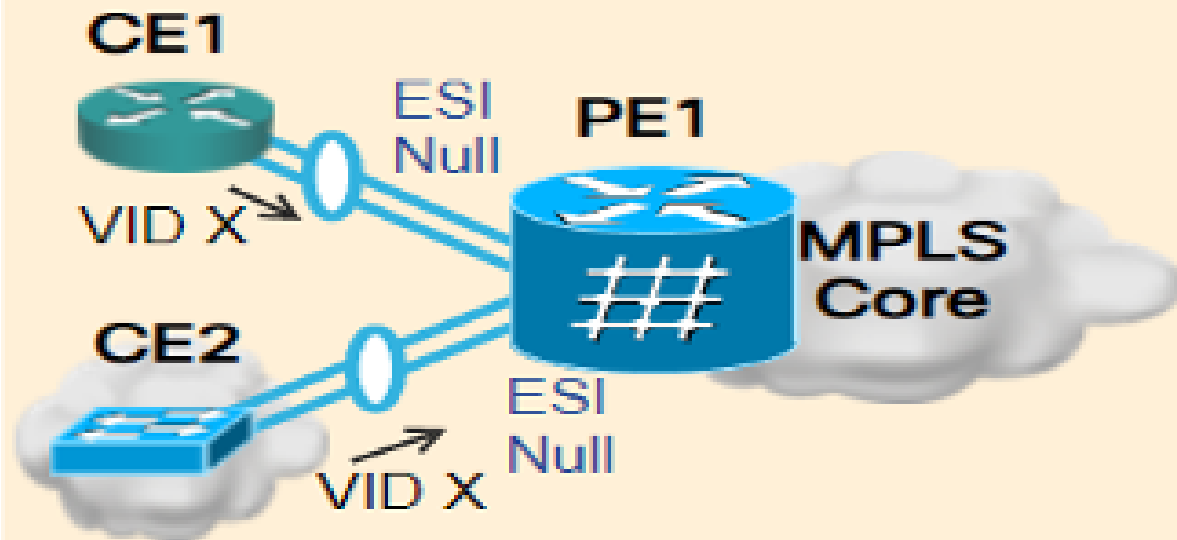 CE1
ESI
Null
PE1
VID X
MPLS
Core
CE2
ESI
Null
VID X